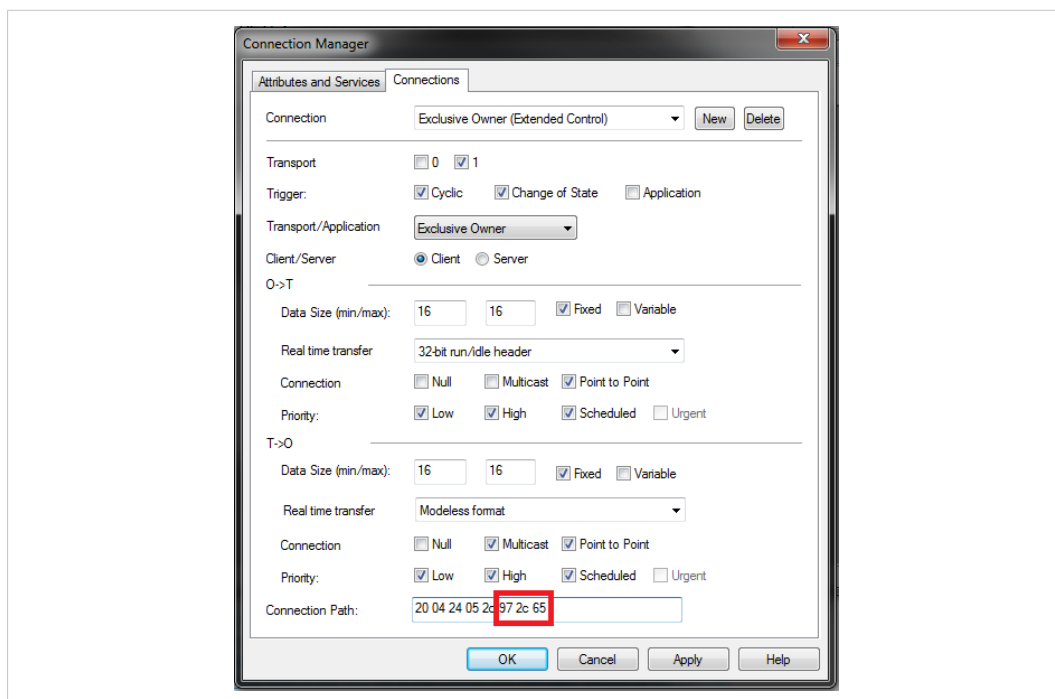 Connection Manager
Attributes and Services Connections
Connection Exclusive Owner (Extended Control) New Delete
Transport 0 1
Trigger: Cyclic Change of State Application
Transport/Application Exclusive Owner
Client/Server Client Server
O->T
Data Size (min/max): 16 16 Fixed Variable
Real time transfer 32-bit run/idle header
Connection Null Multicast Point to Point
Priority: Low High Scheduled Urgent
T->O
Data Size (min/max): 16 16 Fixed Variable
Real time transfer Modeless format
Connection Null Multicast Point to Point
Priority: Low High Scheduled Urgent
Connection Path: 20 04 24 05 2c 97 2c 65
OK Cancel Apply Help